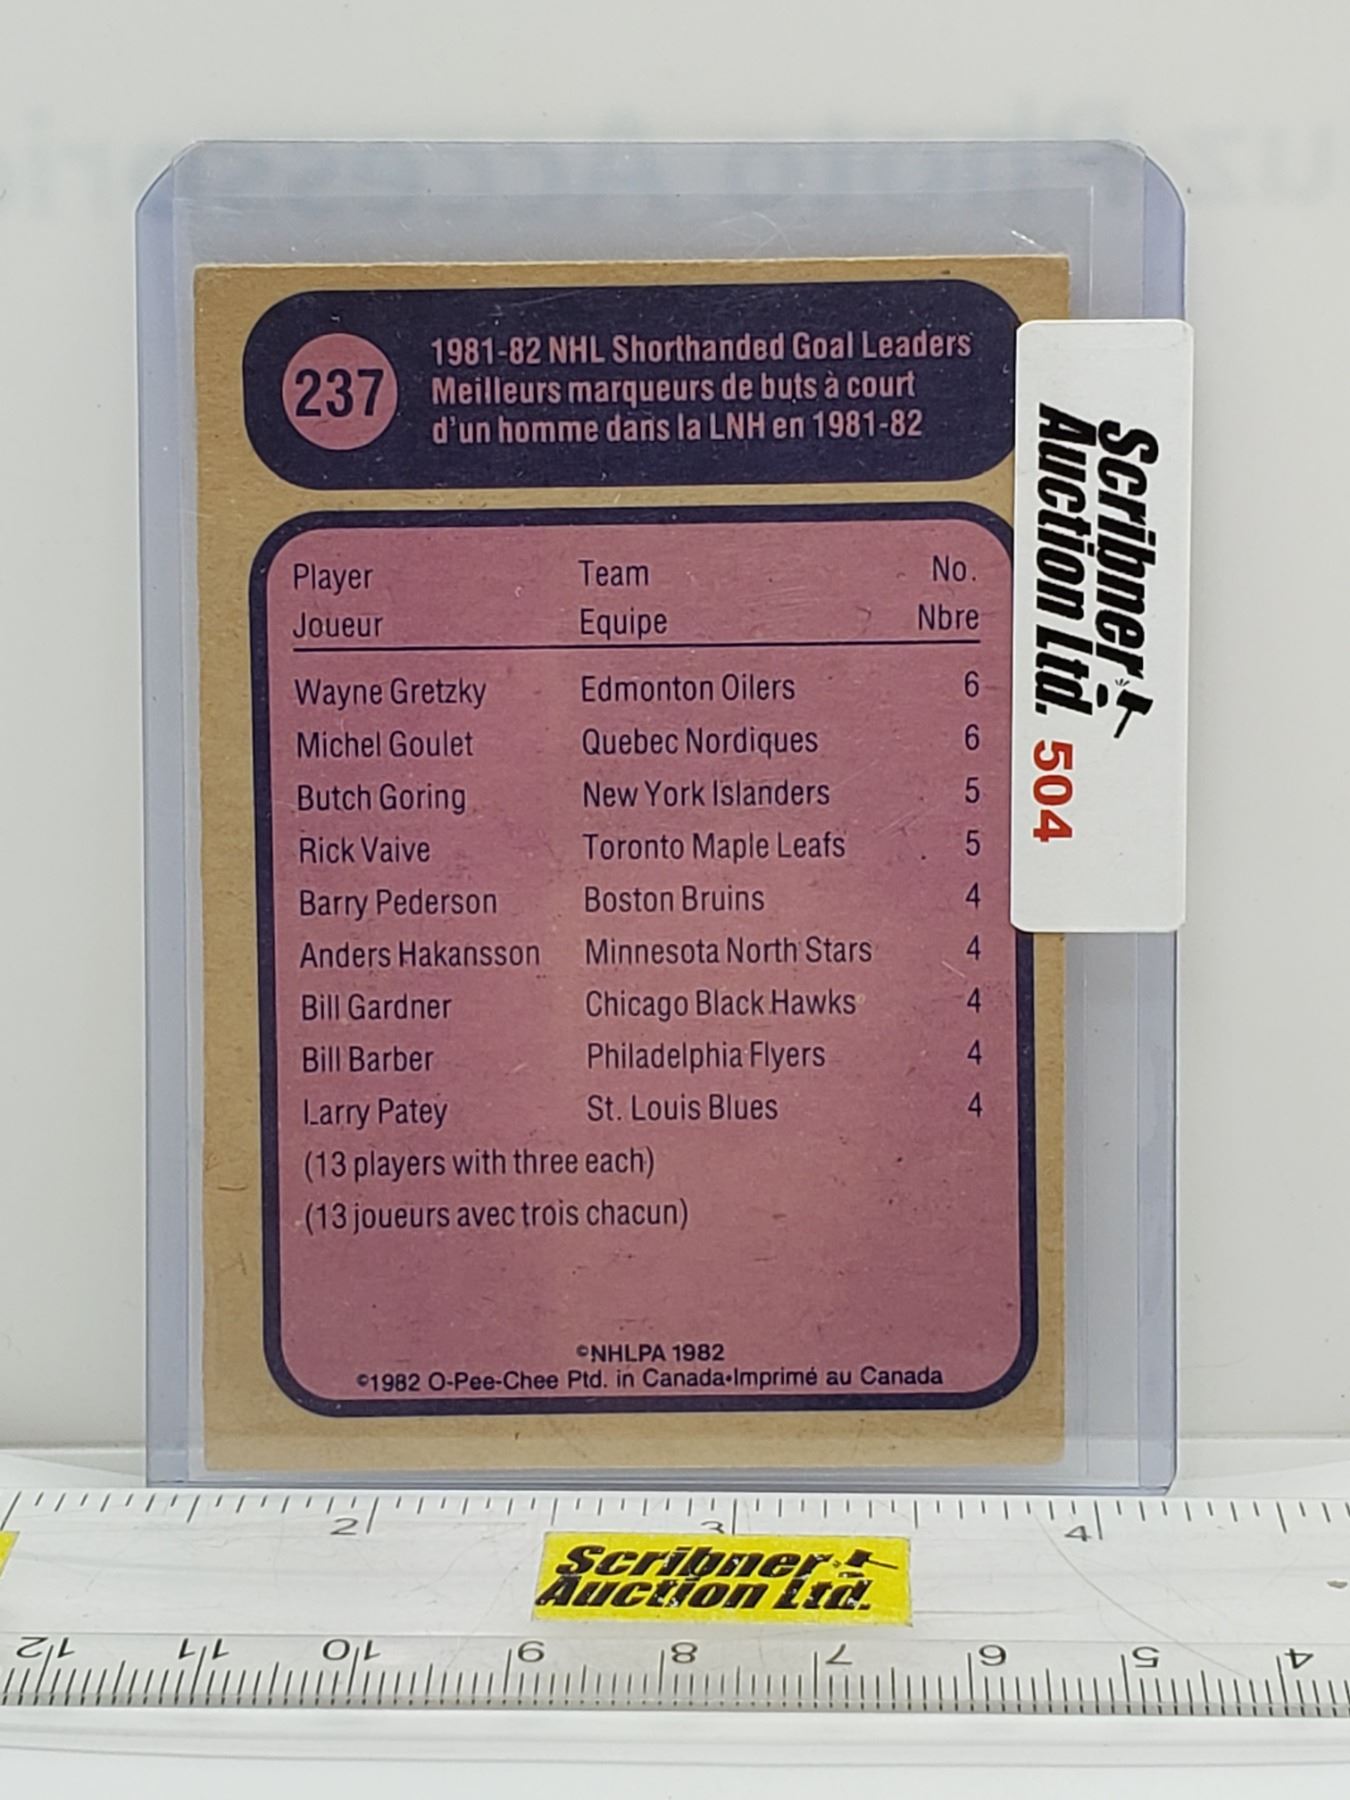 237
1981-82 NHL Shorthanded Goal Leaders
Meilleurs marqueurs de buts à court
d'un homme dans la LNH en 1981-82
Player Team No.
Joueur Equipe Nbre
Wayne Gretzky Edmonton Oilers 6
Michel Goulet Quebec Nordiques 6
Butch Goring New York Islanders 5
Rick Vaive Toronto Maple Leafs 5
Barry Pederson Boston Bruins 4
Anders Hakansson Minnesota North Stars 4
Bill Gardner Chicago Black Hawks 4
Bill Barber Philadelphia Flyers 4
Larry Patey St. Louis Blues 4
(13 players with three each)
(13 joueurs avec trois chacun)
©NHLPA 1982
©1982 O-Pee-Chee Ptd. in Canada•Imprimé au Canada
Scribner
Auction Ltd. 504
2 3 4
Scribner
Auction Ltd.
12 11 10 9 8 7 6 5 4